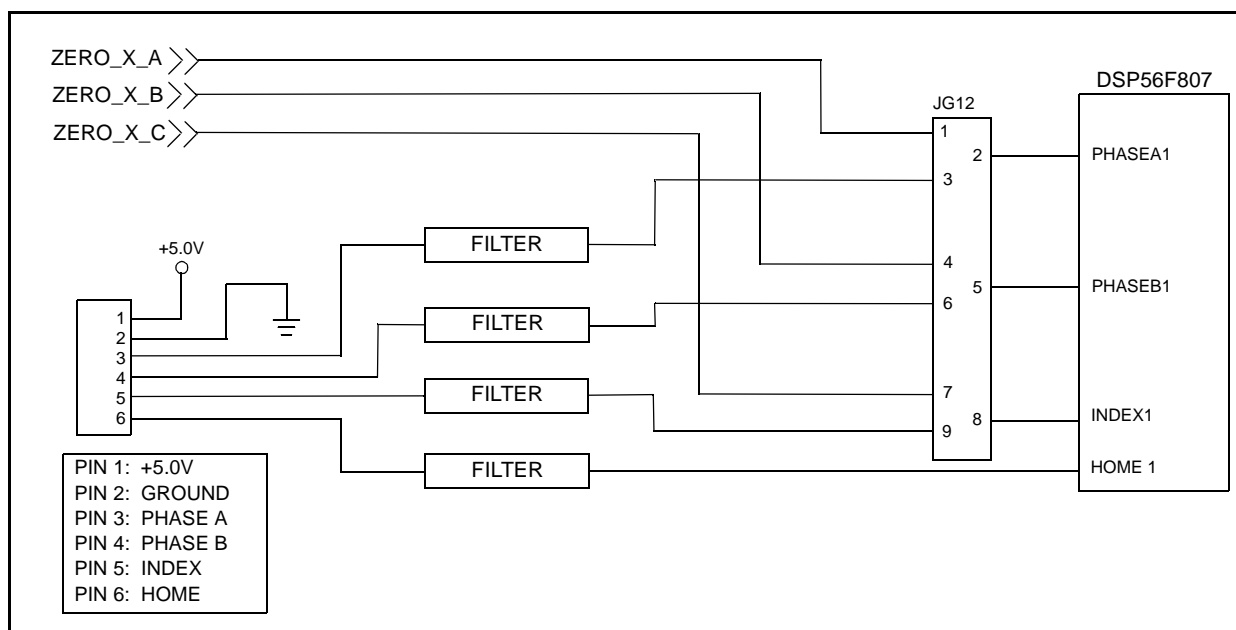 ZERO_X_A
ZERO_X_B
ZERO_X_C
DSP56F807
JG12
1
2
PHASEA1
3
FILTER
+5.0V
4
5
PHASEB1
6
FILTER
1
2
3
4
5
6
FILTER
7
8
INDEX1
9
FILTER
HOME 1
PIN 1: +5.0V
PIN 2: GROUND
PIN 3: PHASE A
PIN 4: PHASE B
PIN 5: INDEX
PIN 6: HOME